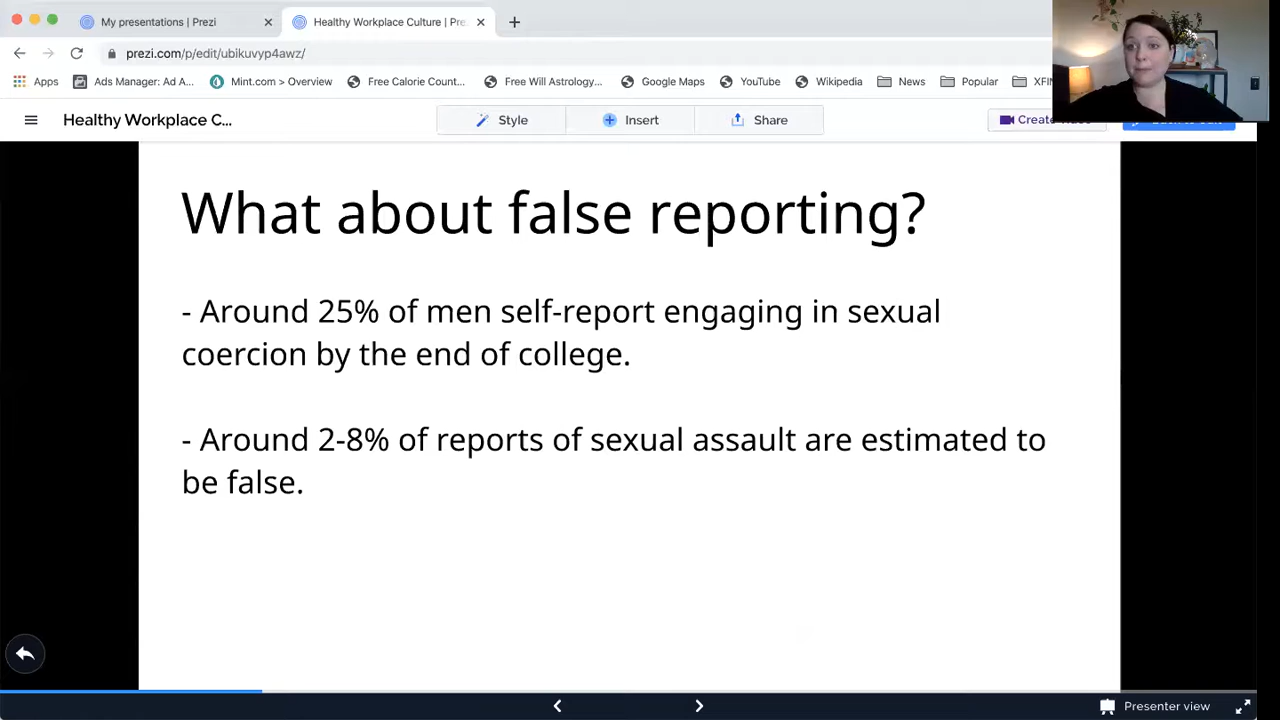 My presentations | Prezi
Healthy Workplace Culture | Pre
prezi.com/p/edit/ubikuvyp4awz/
Apps
Ads Manager: Ad A...
Mint.com > Overview
Free Calorie Count...
Free Will Astrology...
Google Maps
YouTube
Wikipedia
News
Popular
XFIN
Healthy Workplace C...
Style
Insert
Share
What about false reporting?
- Around 25% of men self-report engaging in sexual
coercion by the end of college.
- Around 2-8% of reports of sexual assault are estimated to
be false.
Presenter view